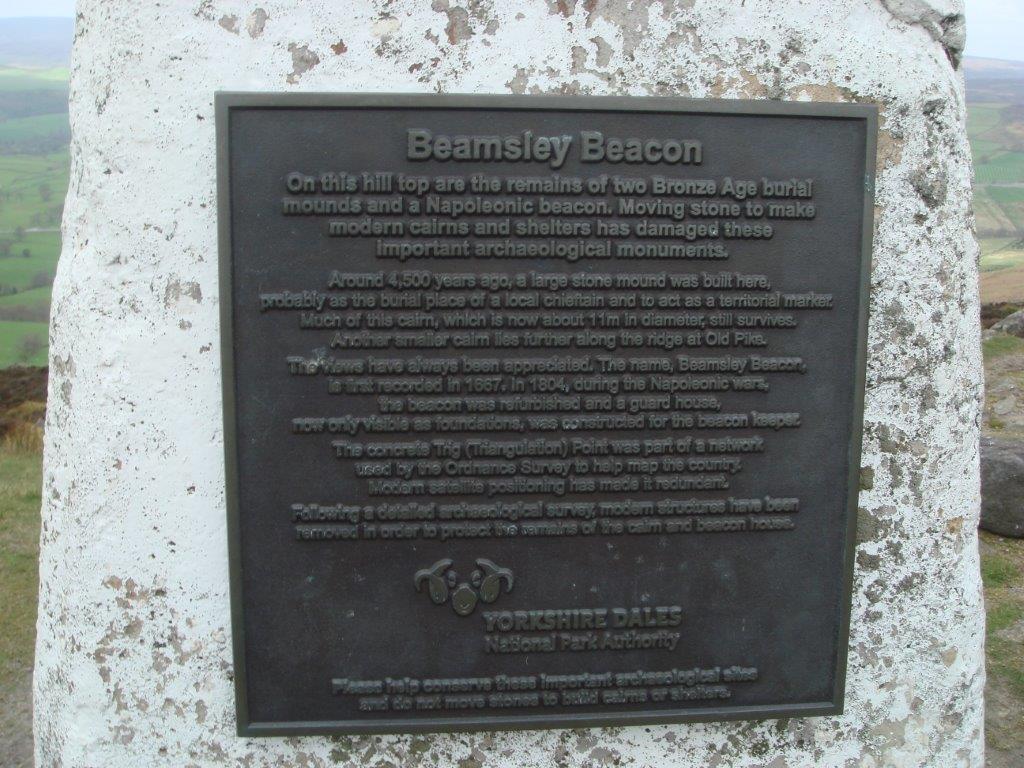 Beamsley Beacon
On this hill top are the remains of two Bronze Age burial
mounds and a Napoleonic beacon. Moving stone to make
modern cairns and shelters has damaged these
important archaeological monuments.
Around 4,500 years ago, a large stone mound was built here,
probably as the burial place of a local chieftain and to act as a territorial marker.
Much of this cairn, which is now about 11m in diameter, still survives.
Another smaller cairn lies further along the ridge at Old Pike.
The views have always been appreciated. The name, Beamsley Beacon,
is first recorded in 1667. In 1804, during the Napoleonic wars,
the beacon was refurbished and a guard house,
now only visible as foundations, was constructed for the beacon keeper.
The concrete Trig (Triangulation) Point was part of a network
used by the Ordnance Survey to help map the country.
Modern satellite positioning has made it redundant.
Following a detailed archaeological survey, modern structures have been
removed in order to protect the remains of the cairn and beacon house.
YORKSHIRE DALES
National Park Authority
Please help conserve these important archaeological sites
and do not move stones to build cairns or shelters.